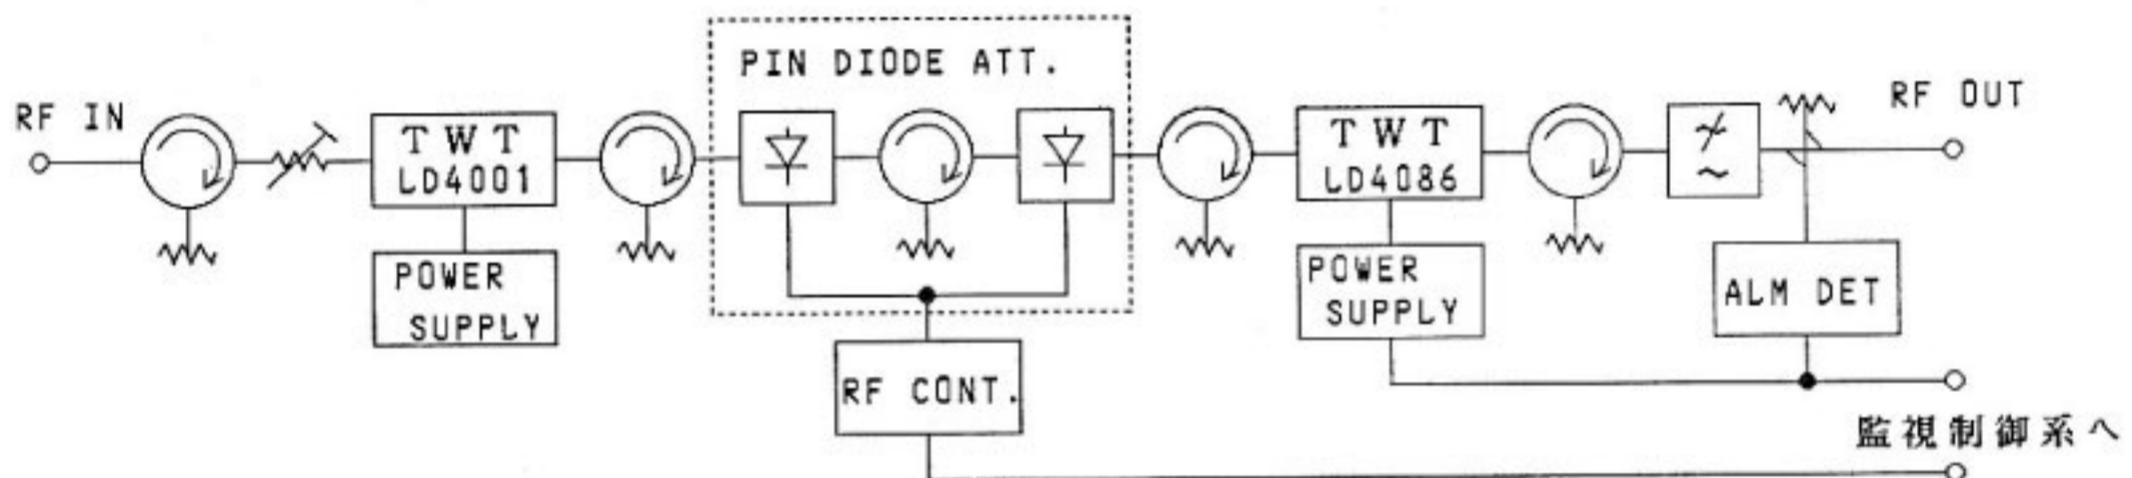 PIN DIODE ATT.
RF IN
RF OUT
TWT
LD4001
TWT
LD4086
POWER
SUPPLY
POWER
SUPPLY
ALM DET
RF CONT.
監視制御系へ